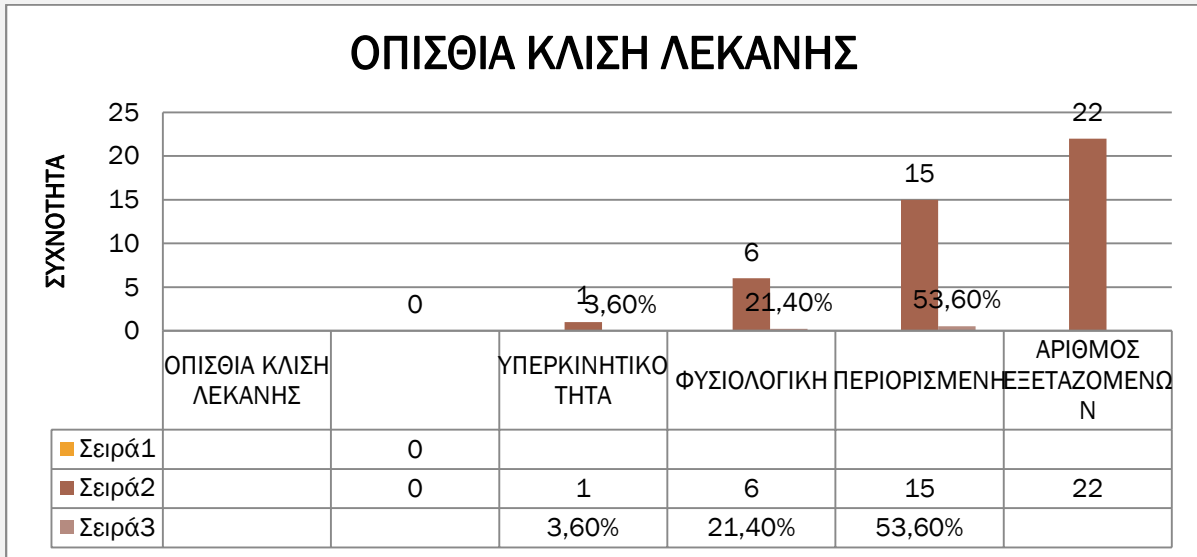 ΟΠΙΣΘΙΑ ΚΛΙΣΗ ΛΕΚΑΝΗΣ
ΣΥΧΝΟΤΗΤΑ
25
20
15
10
5
0
0
1
3,60%
6
21,40%
15
53,60%
22
ΟΠΙΣΘΙΑ ΚΛΙΣΗ
ΛΕΚΑΝΗΣ
ΥΠΕΡΚΙΝΗΤΙΚΟ
ΤΗΤΑ
ΦΥΣΙΟΛΟΓΙΚΗ
ΠΕΡΙΟΡΙΣΜΕΝΗ
ΑΡΙΘΜΟΣ
ΕΞΕΤΑΖΟΜΕΝΩ
Ν
Σειρά1 0
Σειρά2 0 1 6 15 22
Σειρά3 3,60% 21,40% 53,60%